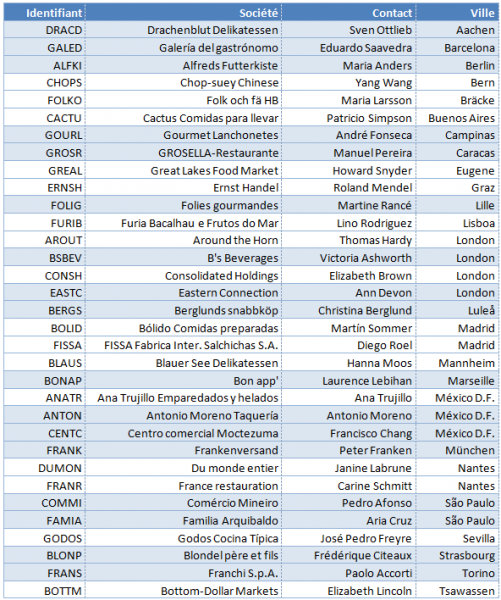 Identifiant Société Contact Ville
DRACD Drachenblut Delikatessen Sven Ottlieb Aachen
GALED Galería del gastrónomo Eduardo Saavedra Barcelona
ALFKI Alfreds Futterkiste Maria Anders Berlin
CHOPS Chop-suey Chinese Yang Wang Bern
FOLKO Folk och fä HB Maria Larsson Bräcke
CACTU Cactus Comidas para llevar Patricio Simpson Buenos Aires
GOURL Gourmet Lanchonetes André Fonseca Campinas
GROSR GROSELLA-Restaurante Manuel Pereira Caracas
GREAL Great Lakes Food Market Howard Snyder Eugene
ERNSH Ernst Handel Roland Mendel Graz
FOLIG Folies gourmandes Martine Rancé Lille
FURIB Furia Bacalhau e Frutos do Mar Lino Rodriguez Lisboa
AROUT Around the Horn Thomas Hardy London
BSBEV B's Beverages Victoria Ashworth London
CONSH Consolidated Holdings Elizabeth Brown London
EASTC Eastern Connection Ann Devon London
BERGS Berglunds snabbköp Christina Berglund Luleå
BOLID Bólido Comidas preparadas Martín Sommer Madrid
FISSA FISSA Fabrica Inter. Salchichas S.A. Diego Roel Madrid
BLAUS Blauer See Delikatessen Hanna Moos Mannheim
BONAP Bon app' Laurence Lebihan Marseille
ANATR Ana Trujillo Emparedados y helados Ana Trujillo México D.F.
ANTON Antonio Moreno Taquería Antonio Moreno México D.F.
CENTC Centro comercial Moctezuma Francisco Chang México D.F.
FRANK Frankenversand Peter Franken München
DUMON Du monde entier Janine Labrune Nantes
FRANR France restauration Carine Schmitt Nantes
COMMI Comércio Mineiro Pedro Afonso São Paulo
FAMIA Familia Arquibaldo Aria Cruz São Paulo
GODOS Godos Cocina Típica José Pedro Freyre Sevilla
BLONP Blondel père et fils Frédérique Citeaux Strasbourg
FRANS Franchi S.p.A. Paolo Accorti Torino
BOTTM Bottom-Dollar Markets Elizabeth Lincoln Tsawassen